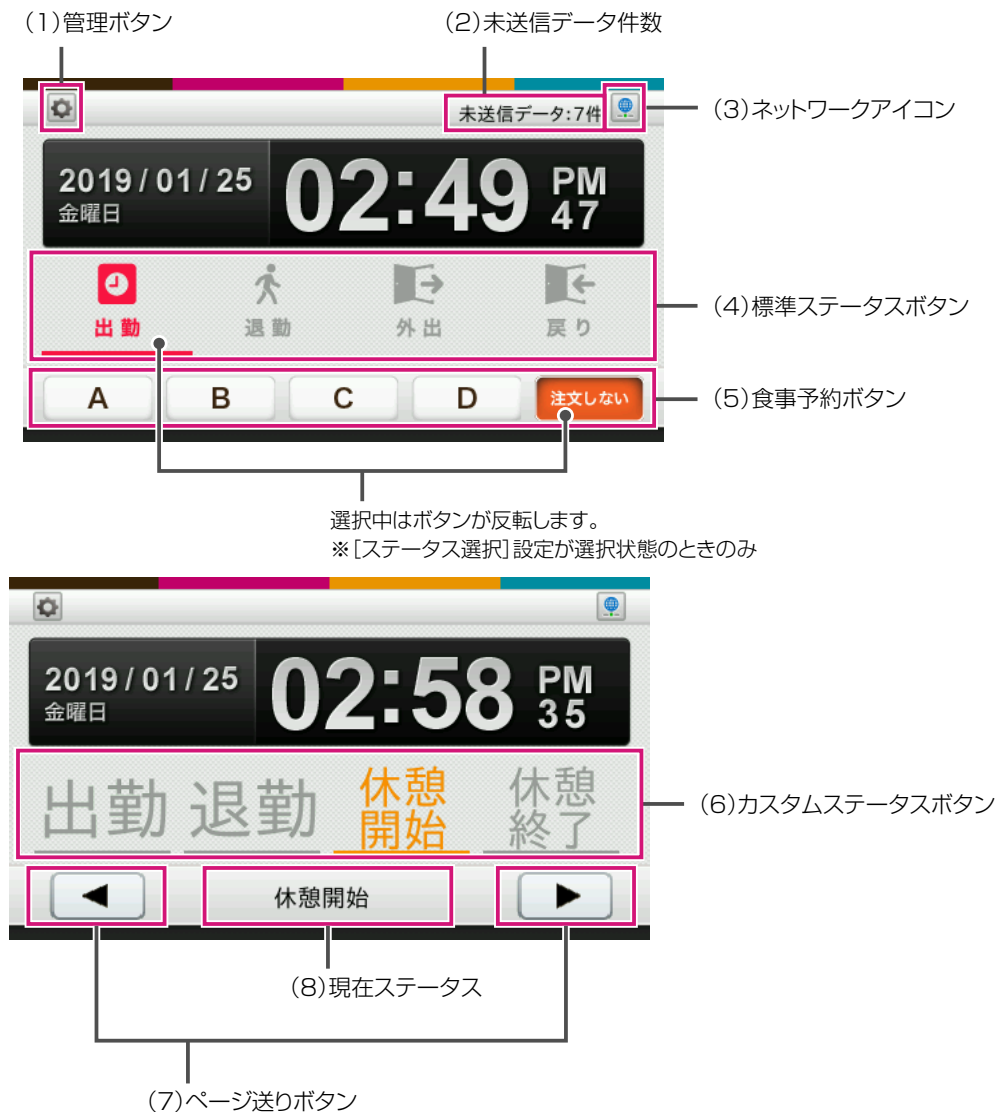 (1)管理ボタン
(2)未送信データ件数
未送信データ:7件
(3)ネットワークアイコン
2019/01/25
金曜日
02:49
PM
47
出勤
退勤
外出
戻り
(4)標準ステータスボタン
A
B
C
D
注文しない
(5)食事予約ボタン
選択中はボタンが反転します。
※[ステータス選択]設定が選択状態のときのみ
2019/01/25
金曜日
02:58
PM
35
出勤
退勤
休憩
開始
休憩
終了
(6)カスタムステータスボタン
休憩開始
(8)現在ステータス
(7)ページ送りボタン